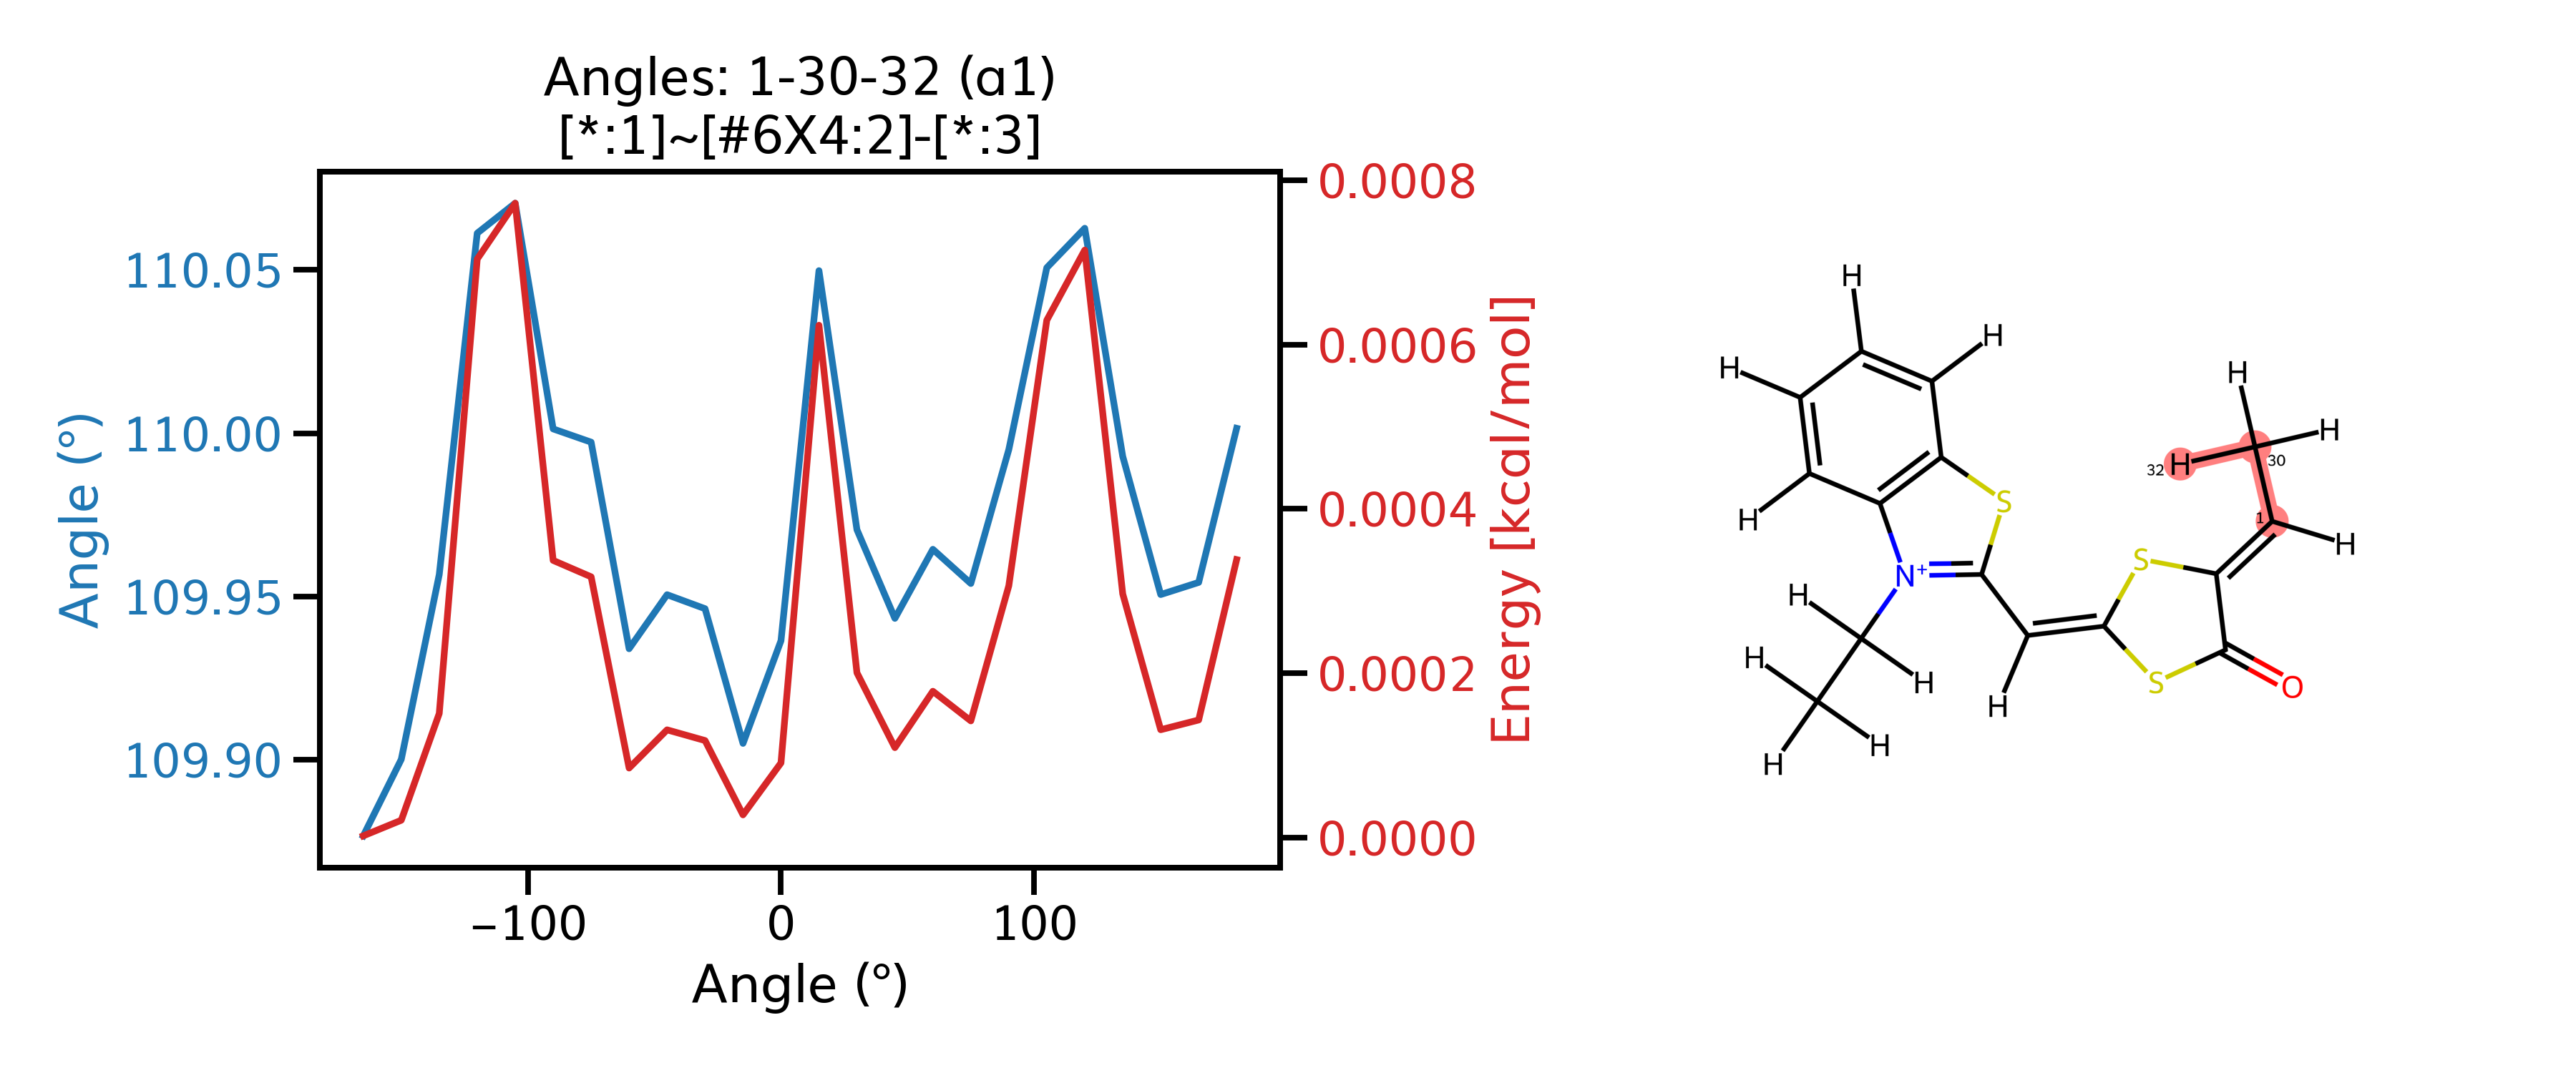 Angles: 1-30-32 (a1)
[*:1]~[#6X4:2]-[*:3]
Angle (°)
110.05
110.00
109.95
109.90
0.0008
0.0006
0.0004
0.0002
0.0000
Energy [kcal/mol]
−100
0
100
Angle (°)
H
H
H
H
H
H
32
H
30
S
1
H
S
N+
H
H
H
S
O
H
H
H